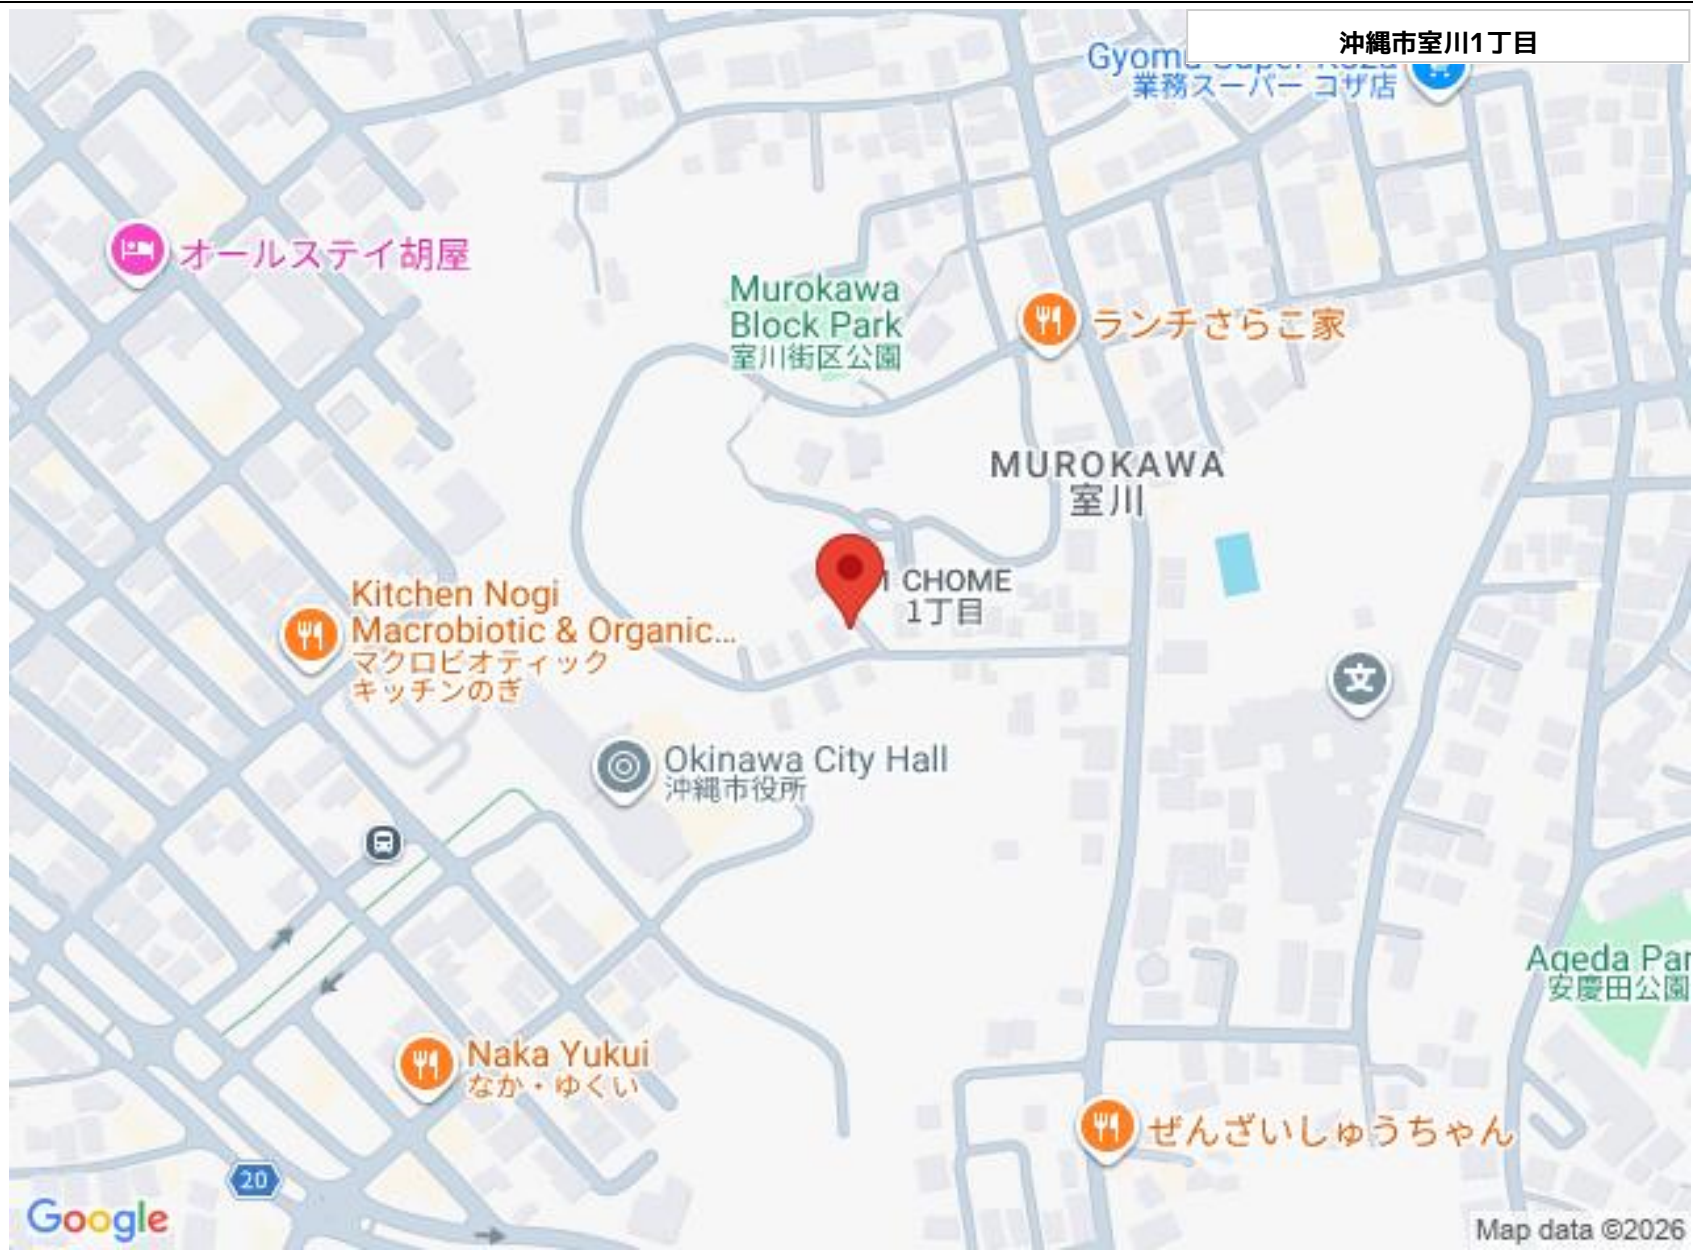 沖縄市室川1丁目
業務スーパー コザ店
オールステイ胡屋
Murokawa
Block Park
室川街区公園
ランチさらこ家
MUROKAWA
室川
1 CHOME
1丁目
Kitchen Nogi
Macrobiotic & Organic...
マクロビオティック
キッチンのぎ
文
Okinawa City Hall
沖縄市役所
Ageda Par
安慶田公園
Naka Yukui
なか・ゆくい
ぜんざいしゅうちゃん
20
Google
Map data ©2026